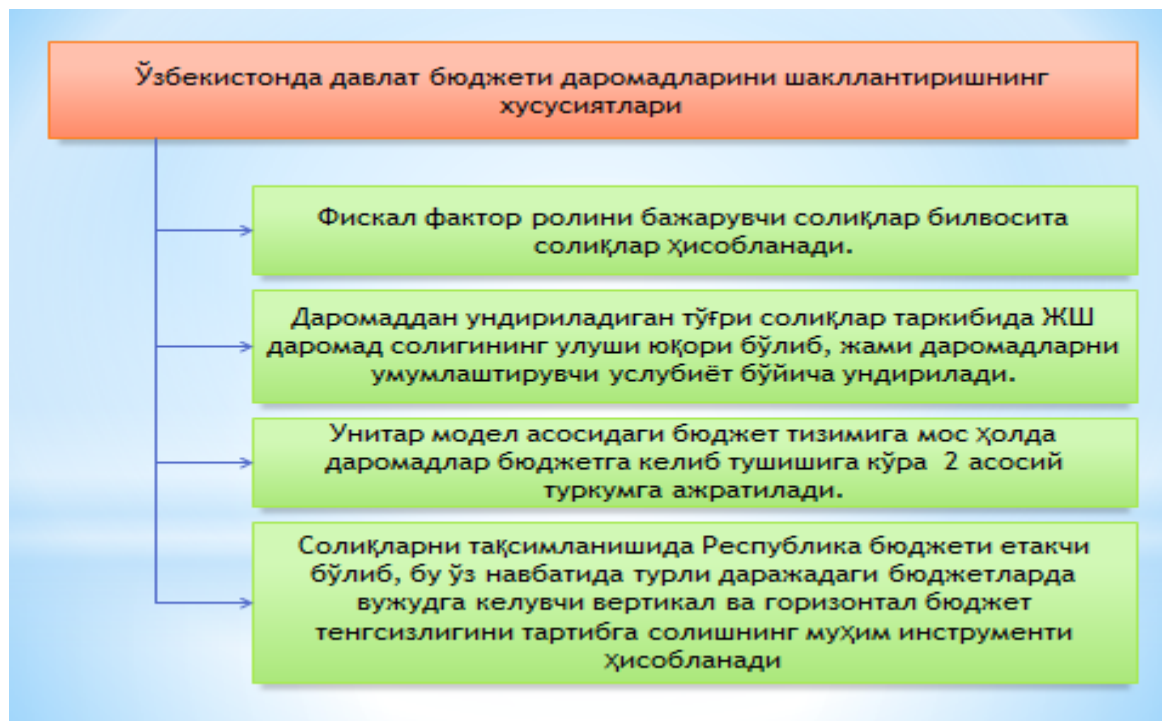 Ўзбекистонда давлат бюджети даромадларини шакллантиришнинг
хусусиятлари
Фискал фактор ролини бажарувчи солиқлар билвосита
солиқлар ҳисобланади.
Даромаддан ундириладиган тўғри солиқлар таркибида ЖШ
даромад солигининг улуши юқори бўлиб, жами даромадларни
умумлаштирувчи услубиёт бўйича ундирилади.
Унитар модел асосидаги бюджет тизимига мос ҳолда
даромадлар бюджетга келиб тушишига кўра 2 асосий
туркумга ажратилади.
Солиқларни тақсимланишида Республика бюджети етакчи
бўлиб, бу ўз навбатида турли даражадаги бюджетларда
вужудга келувчи вертикал ва горизонтал бюджет
тенгсизлигини тартибга солишнинг муҳим инструменти
ҳисобланади